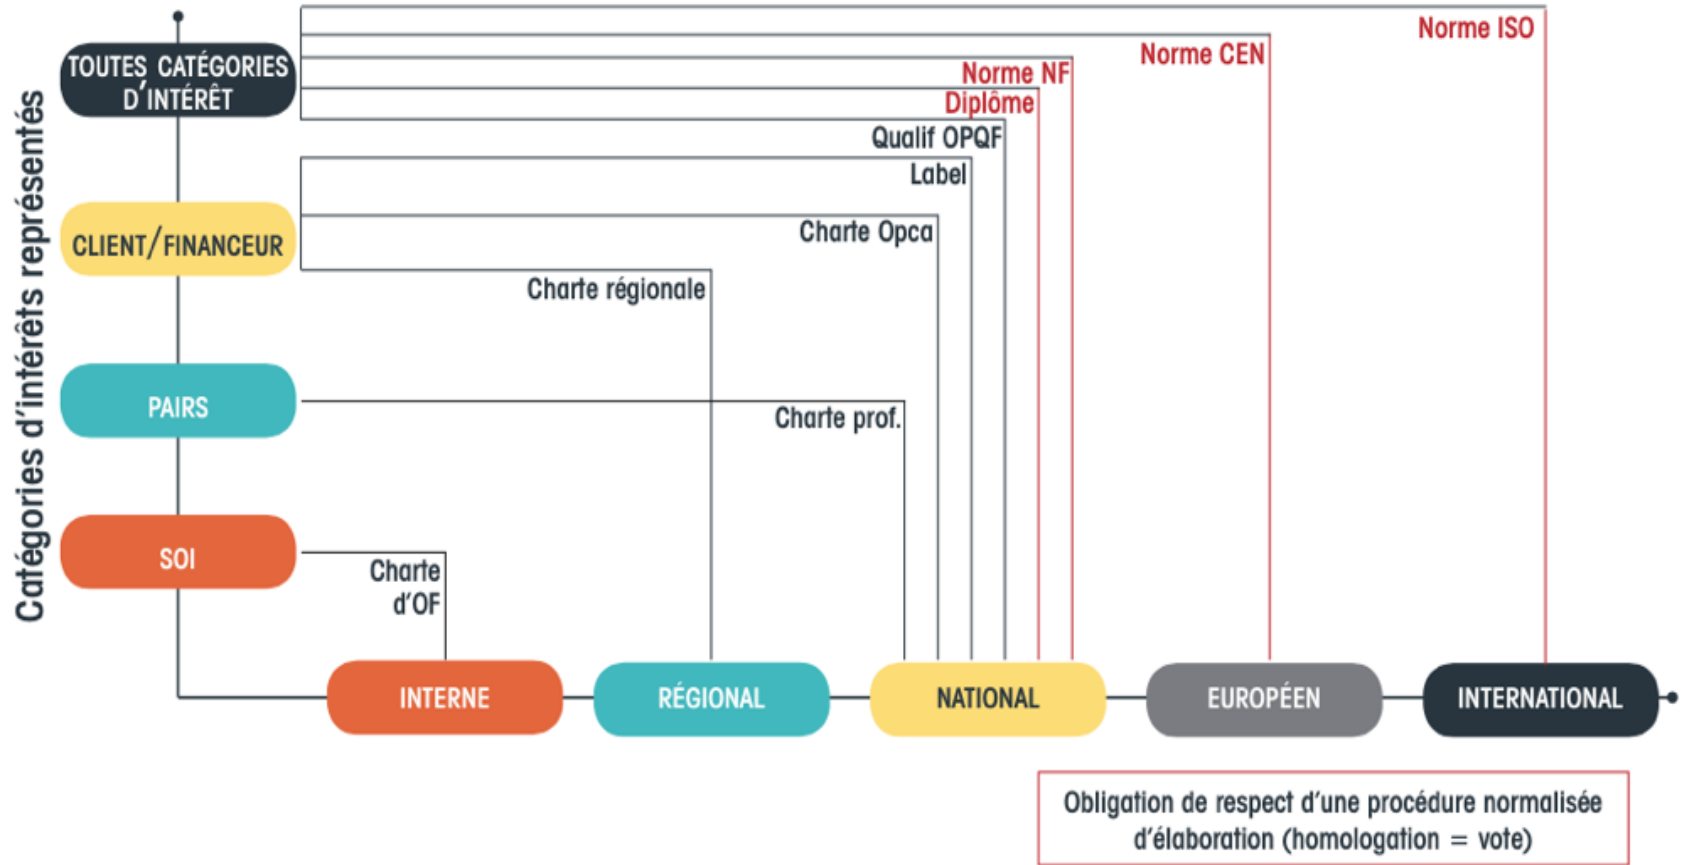 Catégories d'intérêts représentés
Norme ISO
Norme CEN
TOUTES CATÉGORIES
D'INTÉRÊT
Norme NF
Diplôme
Qualif OPQF
Label
CLIENT/FINANCEUR
Charte Opca
Charte régionale
PAIRS
Charte prof.
SOI
Charte
d'OF
INTERNE
RÉGIONAL
NATIONAL
EUROPÉEN
INTERNATIONAL
Obligation de respect d'une procédure normalisée
d'élaboration (homologation = vote)